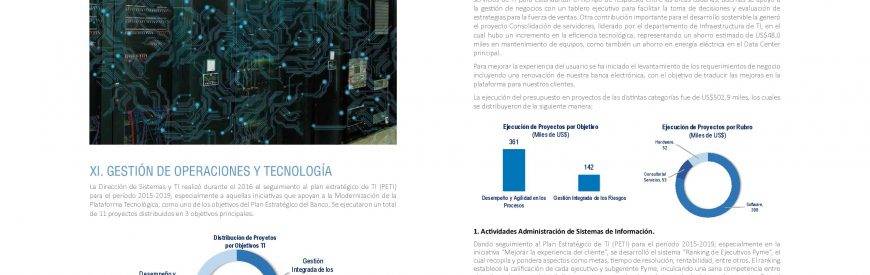 XI. GESTIÓN DE OPERACIONES Y TECNOLOGÍA
La Dirección de Sistemas y TI realizó durante el 2016 el seguimiento al plan estratégico de TI (PETI)
para el período 2015-2019, especialmente a aquellas iniciativas que apoyan a la Modernización de la
Plataforma Tecnológica, como uno de los objetivos del Plan Estratégico del Banco. Se ejecutaron un total
de 11 proyectos distribuidos en 3 objetivos principales.
Distribución de Proyetos
por Objetivos TI
Gestión
Integrada de los
Desempeño y
la gestión de negocios con un tablero ejecutivo para facilitar la toma de decisiones y evaluación de
estrategias para la fuerza de ventas. Otra contribución importante para el desarrollo sostenible la generó
el proyecto Consolidación de servidores, liderado por el departamento de Infraestructura de TI, en el
cual hubo un incremento en la eficiencia tecnológica, representando un ahorro estimado de US$48.0
miles en mantenimiento de equipos, como también un ahorro en energía eléctrica en el Data Center
principal.
Para mejorar la experiencia del usuario se ha iniciado el levantamiento de los requerimientos de negocio
incluyendo una renovación de nuestra banca electrónica, con el objetivo de traducir las mejoras en la
plataforma para nuestros clientes.
La ejecución del presupuesto en proyectos de las distintas categorías fue de US$502.9 miles, los cuales
se distribuyeron de la siguiente manera:
Ejecución de Proyectos por Objetivo
(Miles de US$)
361
142
Desempeño y Agilidad en los
Procesos
Gestión Integrada de los Riesgos
Ejecución de Proyectos por Rubro
(Miles de US$)
Hardware,
52
Servicios, 53
Software,
1. Actividades Administración de Sistemas de Información.
Dando seguimiento al Plan Estratégico de TI (PETI) para el período 2015-2019, especialmente en la
iniciativa "Mejorar la experiencia del cliente", se desarrolló el sistema "Ranking de Ejecutivos Pyme", el
cual recopila y pondera aspectos como metas, tiempo de resolución, rentabilidad, entre otros. El ranking
establece la calificación de cada ejecutivo y subgerente Pyme, inculcando una sana competencia entre